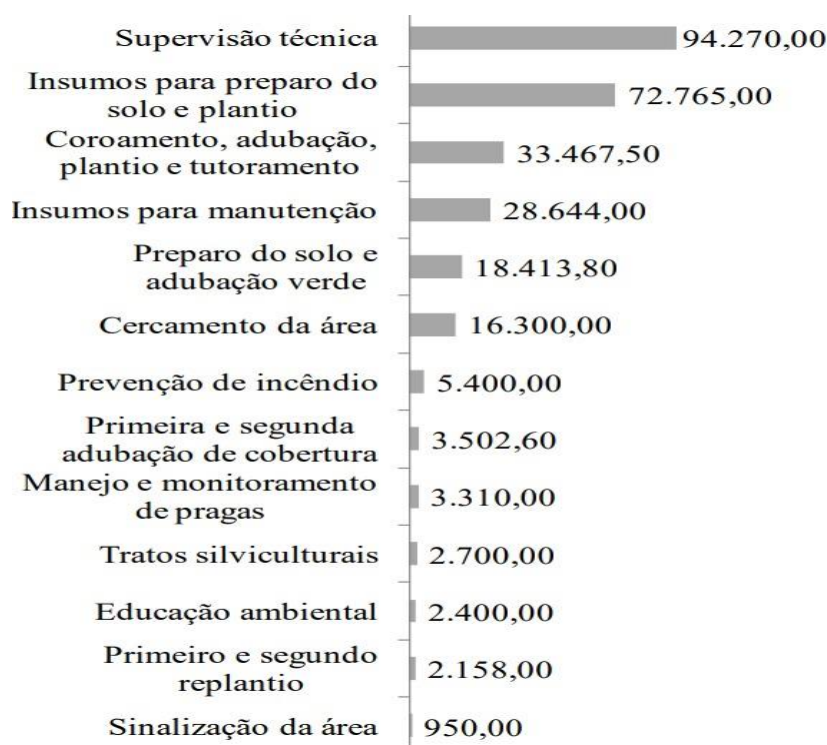 Supervisão técnica 94.270,00
Insumos para preparo do
solo e plantio 72.765,00
Coroamento, adubação,
plantio e tutoramento 33.467,50
Insumos para manutenção 28.644,00
Preparo do solo e
adubação verde 18.413,80
Cercamento da área 16.300,00
Prevenção de incêndio 5.400,00
Primeira e segunda
adubação de cobertura 3.502,60
Manejo e monitoramento
de pragas 3.310,00
Tratos silviculturais 2.700,00
Educação ambiental 2.400,00
Primeiro e segundo
replantio 2.158,00
Sinalização da área 950,00